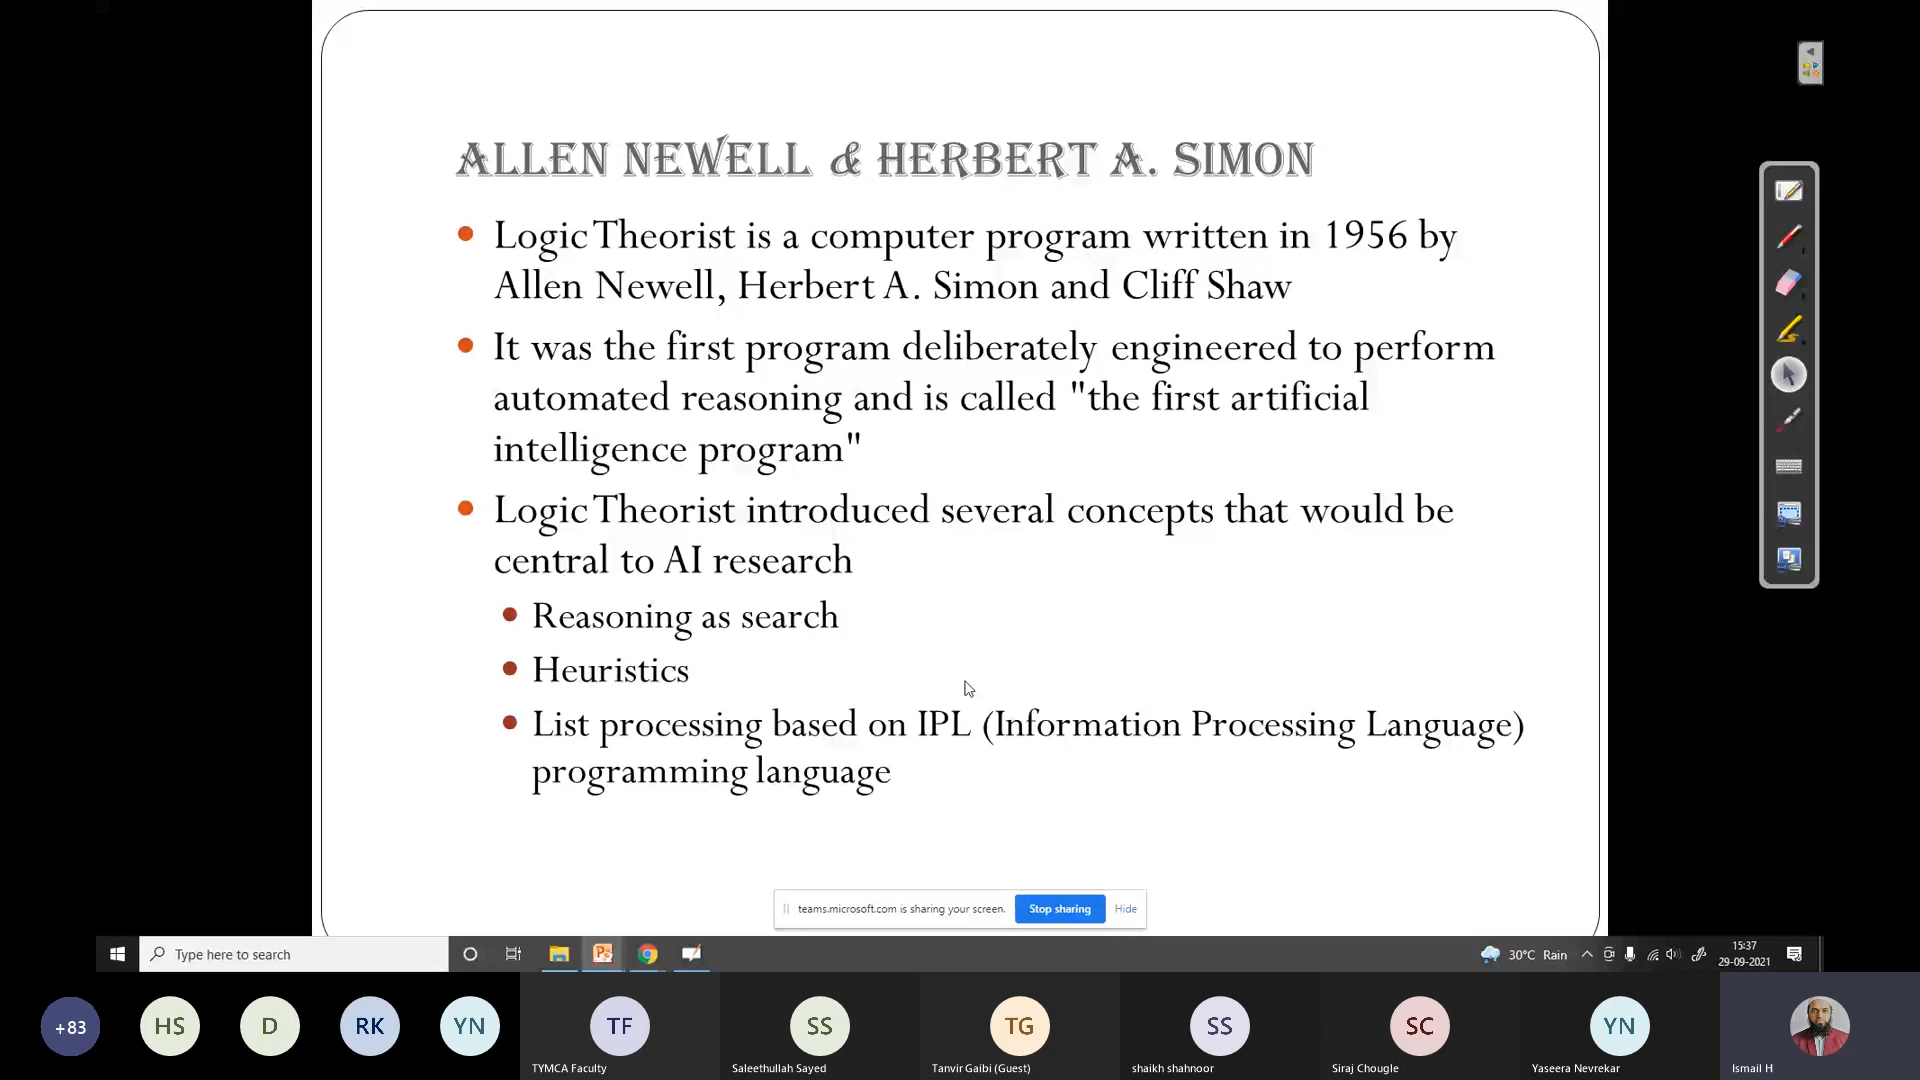 ALLEN NEWELL & HERBERT A. SIMON
Logic Theorist is a computer program written in 1956 by
Allen Newell, Herbert A. Simon and Cliff Shaw
It was the first program deliberately engineered to perform
automated reasoning and is called "the first artificial
intelligence program"
Logic Theorist introduced several concepts that would be
central to AI research
Reasoning as search
Heuristics
List processing based on IPL (Information Processing Language)
programming language
teams.microsoft.com is sharing your screen. Stop sharing Hide
Type here to search
30°C Rain
15:37
29-09-2021
+83 HS D RK YN TF SS TG SS SC YN
TYMCA Faculty Saleethullah Sayed Tanvir Gaibi (Guest) shaikh shahnoor Siraj Chougle Yaseera Nevrekar Ismail H